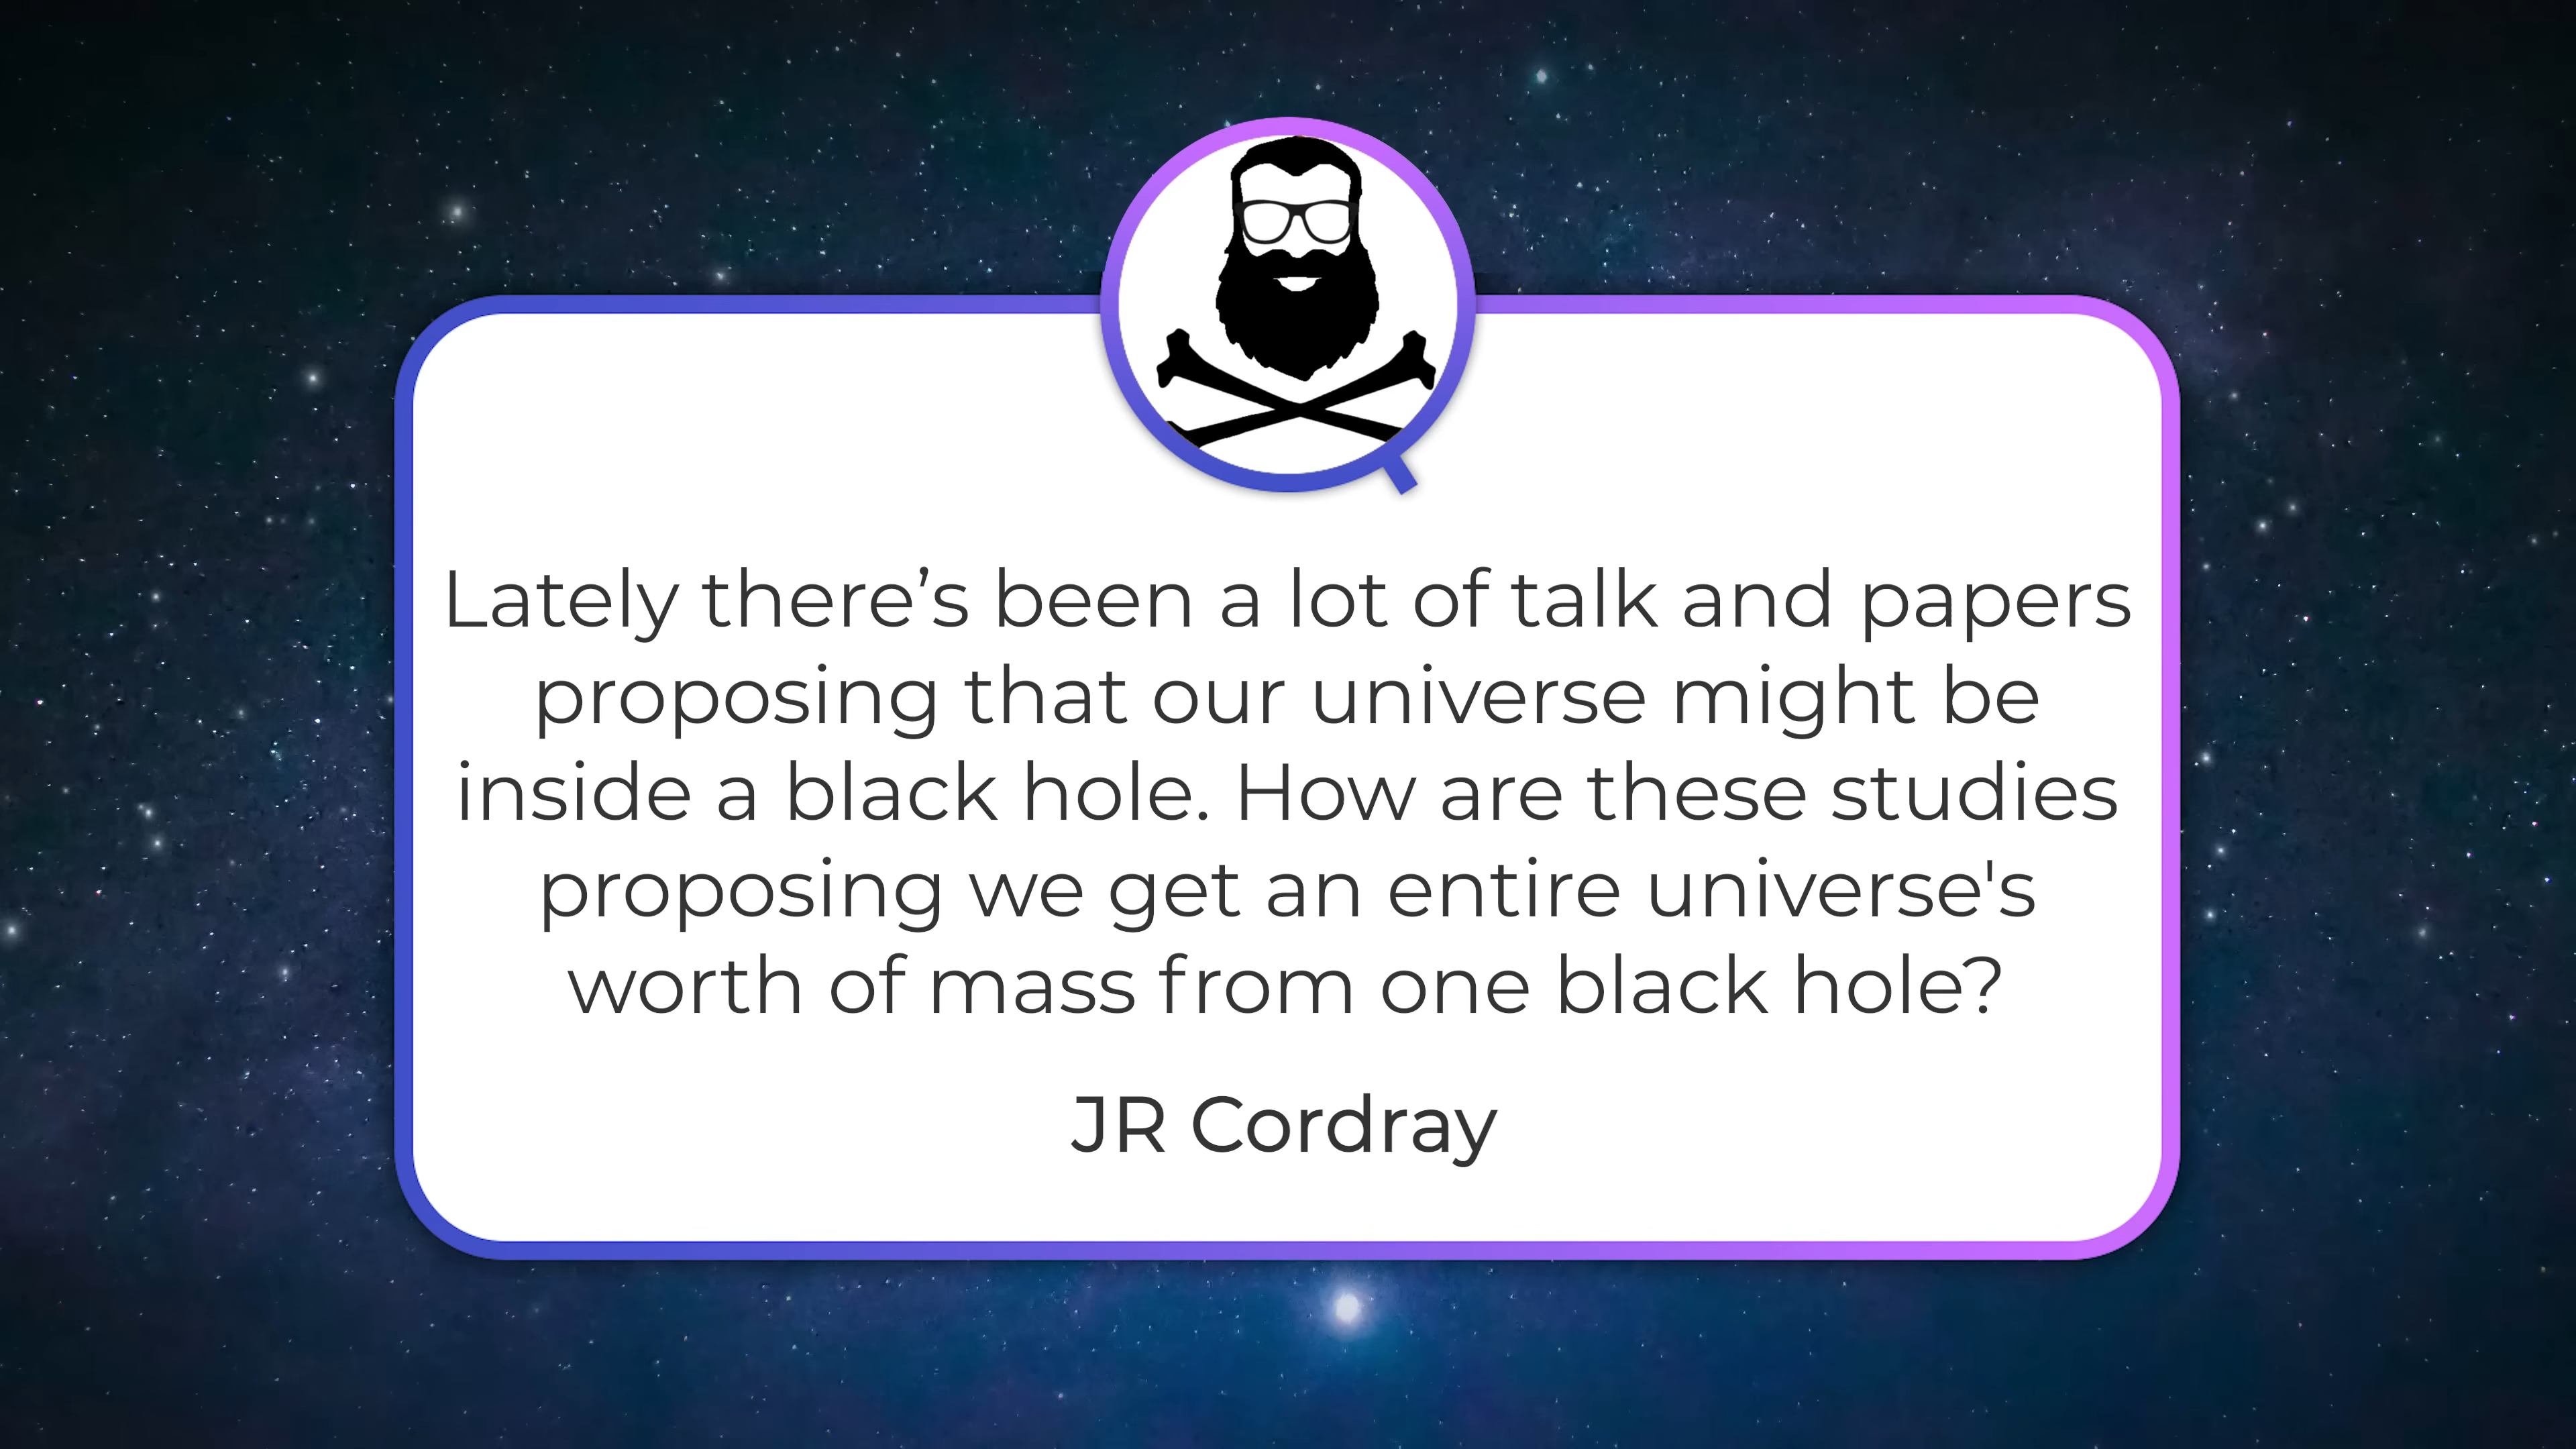 Lately there’s been a lot of talk and papers
proposing that our universe might be
inside a black hole. How are these studies
proposing we get an entire universe's
worth of mass from one black hole?
JR Cordray